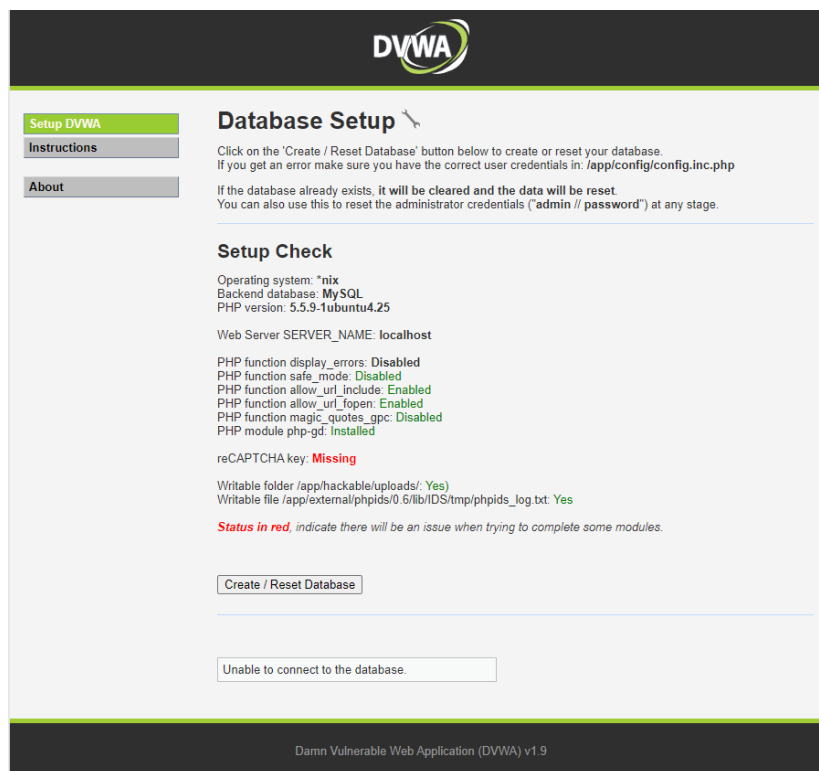 DVWA
Setup DVWA
Instructions
About
Database Setup
Click on the 'Create / Reset Database' button below to create or reset your database.
If you get an error make sure you have the correct user credentials in: /app/config/config.inc.php
If the database already exists, it will be cleared and the data will be reset.
You can also use this to reset the administrator credentials ("admin // password") at any stage.
Setup Check
Operating system: *nix
Backend database: MySQL
PHP version: 5.5.9-1ubuntu4.25
Web Server SERVER_NAME: localhost
PHP function display_errors: Disabled
PHP function safe_mode: Disabled
PHP function allow_url_include: Enabled
PHP function allow_url_fopen: Enabled
PHP function magic_quotes_gpc: Disabled
PHP module php-gd: Installed
reCAPTCHA key: Missing
Writable folder /app/hackable/uploads/: Yes)
Writable file /app/external/phpids/0.6/lib/IDS/tmp/phpids_log.txt: Yes
Status in red, indicate there will be an issue when trying to complete some modules.
Create / Reset Database
Unable to connect to the database.
Damn Vulnerable Web Application (DVWA) v1.9